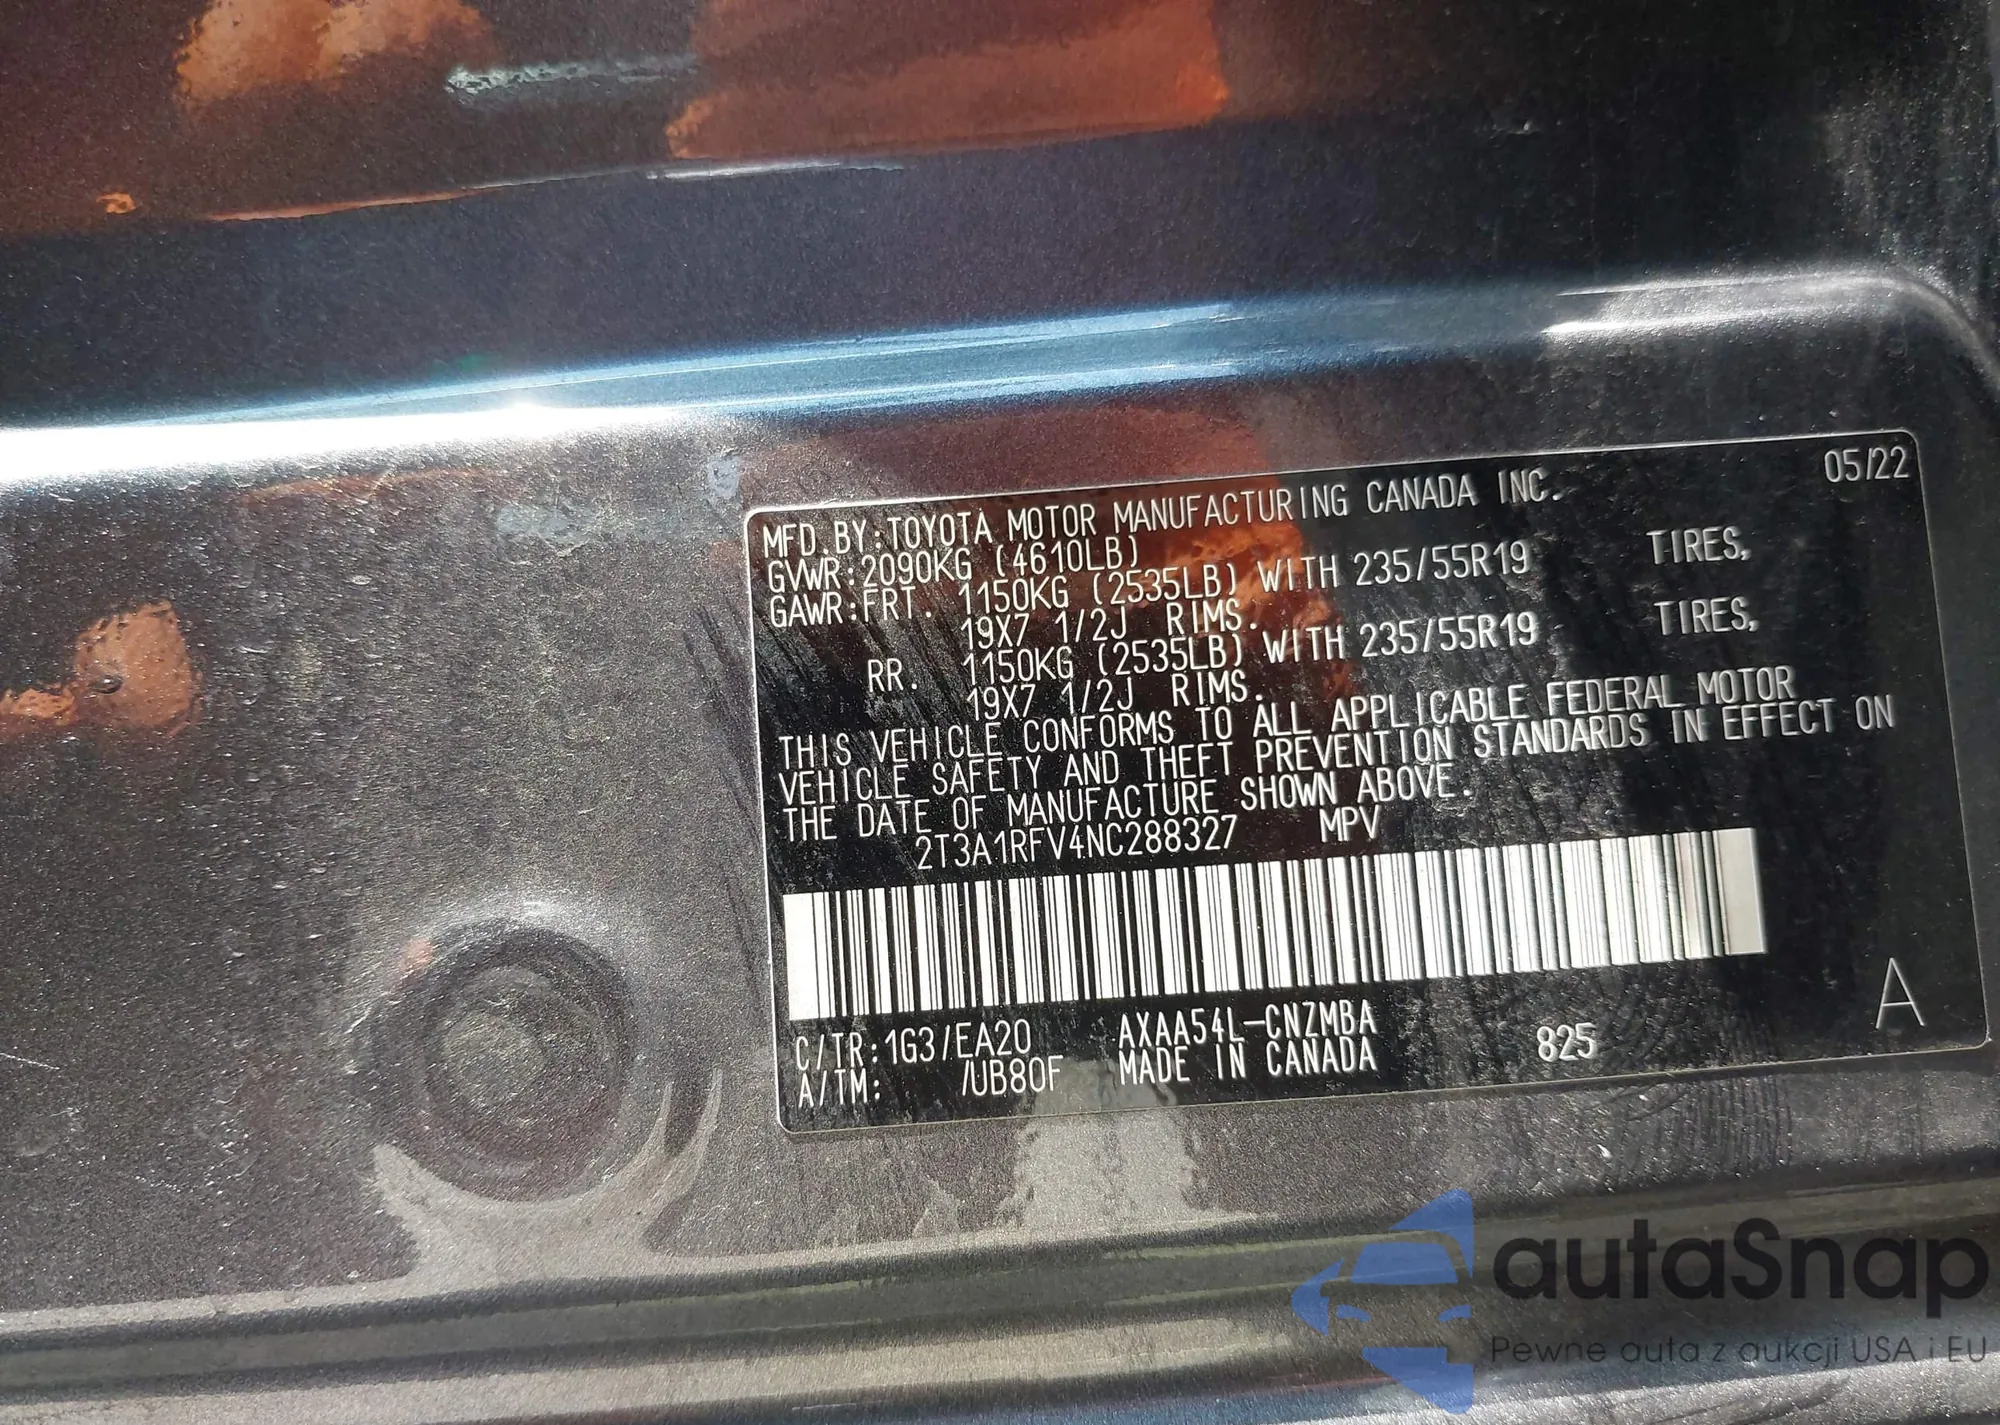 05/22
MFD.BY:TOYOTA MOTOR MANUFACTURING CANADA INC.
GVWR:2090KG (4610LB)
GAWR:FRT. 1150KG (2535LB) WITH 235/55R19 TIRES,
19X7 1/2J RIMS.
RR. 1150KG (2535LB) WITH 235/55R19 TIRES,
19X7 1/2J RIMS.
THIS VEHICLE CONFORMS TO ALL APPLICABLE FEDERAL MOTOR
VEHICLE SAFETY AND THEFT PREVENTION STANDARDS IN EFFECT ON
THE DATE OF MANUFACTURE SHOWN ABOVE.
2T3A1RFV4NC288327 MPV
A
C/TR:1G3/EA20 AXAA54L-CNZMBA 825
A/TM: /UB80F MADE IN CANADA
autaSnap
Pewne auta z aukcji USA i EU